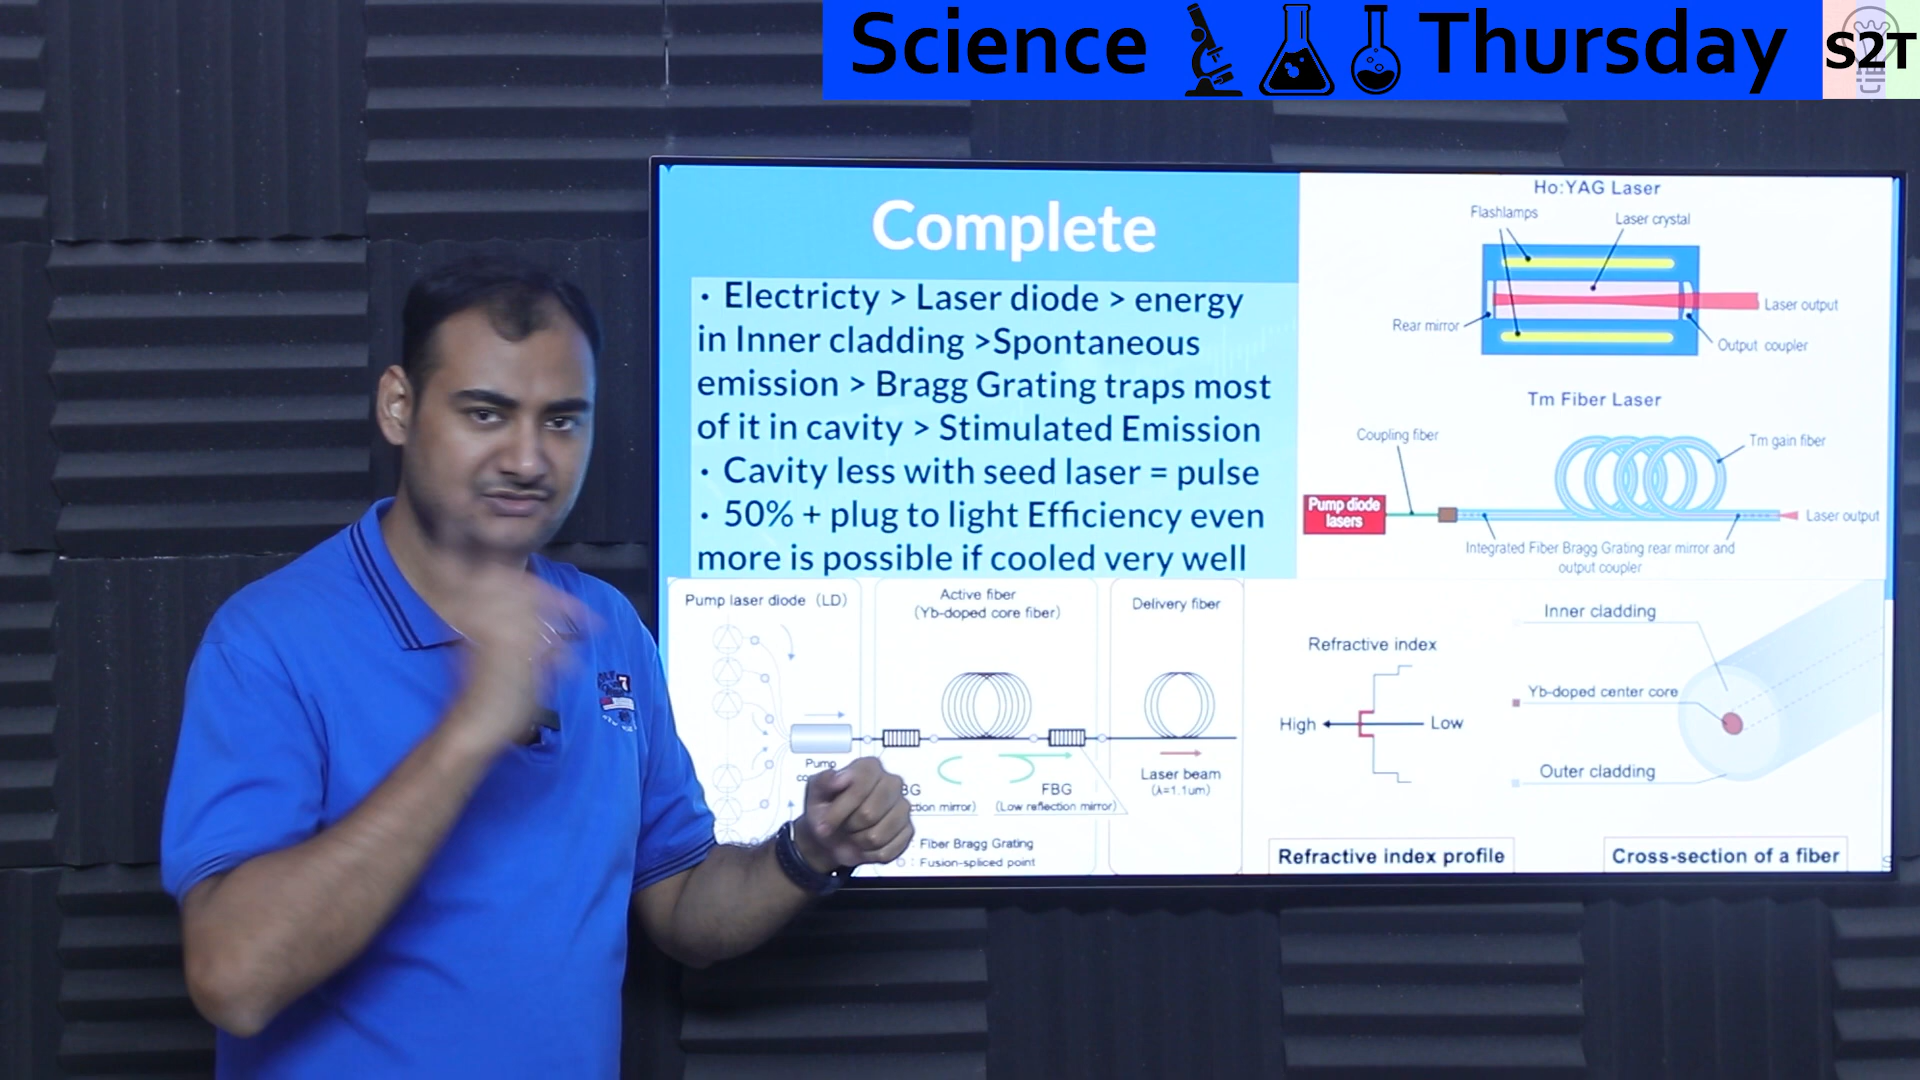 Science Thursday
S2T
Complete
• Electricty > Laser diode > energy
in Inner cladding >Spontaneous
emission > Bragg Grating traps most
of it in cavity > Stimulated Emission
• Cavity less with seed laser = pulse
• 50% + plug to light Efficiency even
more is possible if cooled very well
Ho:YAG Laser
Flashlamps
Laser crystal
Laser output
Rear mirror
Output coupler
Tm Fiber Laser
Coupling fiber
Tm gain fiber
Pump diode
lasers
Laser output
Integrated Fiber Bragg Grating rear mirror and
output coupler
Pump laser diode (LD)
Active fiber
(Yb-doped core fiber)
Delivery fiber
Pump
FBG
(Low reflection mirror)
Laser beam
(λ=1.1um)
: Fiber Bragg Grating
○ : Fusion-spliced point
Refractive index
High
Low
Refractive index profile
Inner cladding
Yb-doped center core
Outer cladding
Cross-section of a fiber